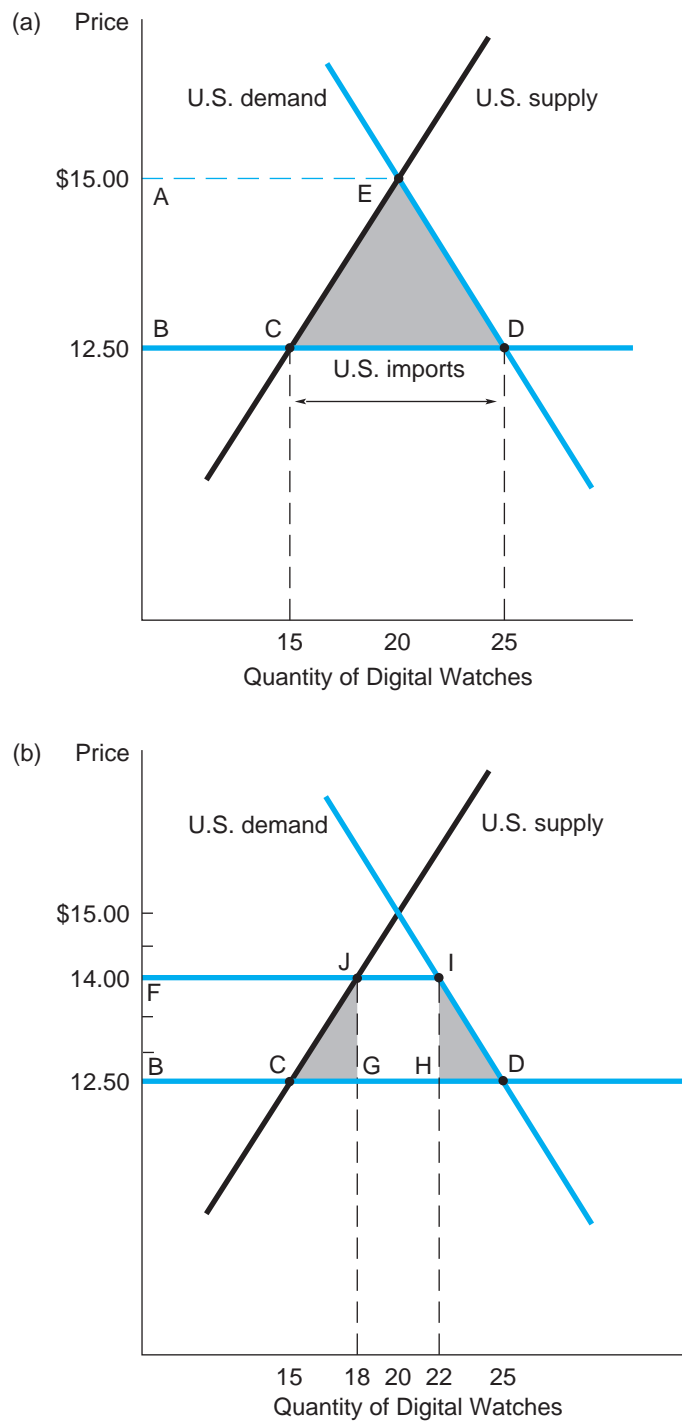 (a) Price
U.S. demand U.S. supply
$15.00
A E
B C D
12.50
U.S. imports
15 20 25
Quantity of Digital Watches
(b) Price
U.S. demand U.S. supply
$15.00
J I
14.00
F
B C G H D
12.50
15 18 20 22 25
Quantity of Digital Watches